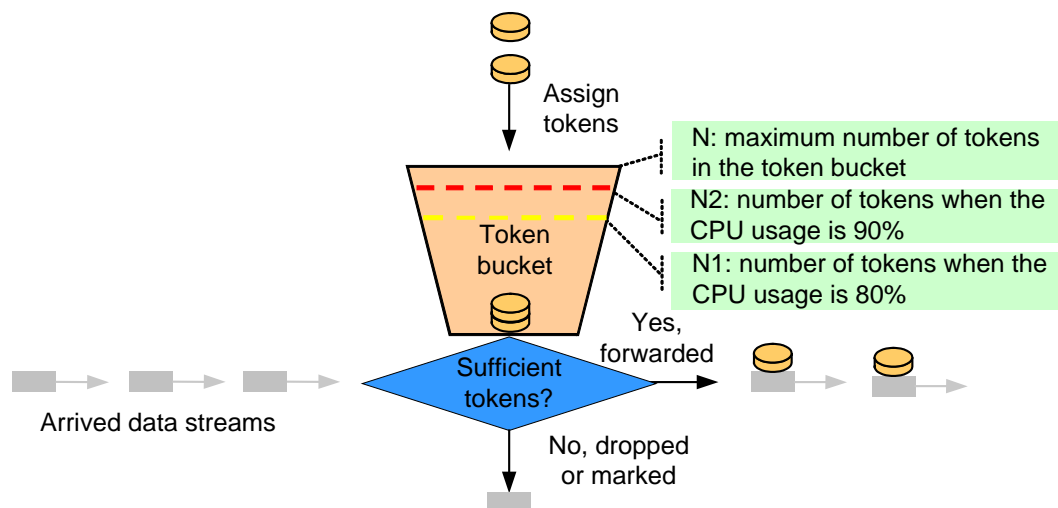 Assign
tokens
N: maximum number of tokens
in the token bucket
N2: number of tokens when the
CPU usage is 90%
N1: number of tokens when the
CPU usage is 80%
Token
bucket
Yes,
forwarded
Sufficient
tokens?
Arrived data streams
No, dropped
or marked